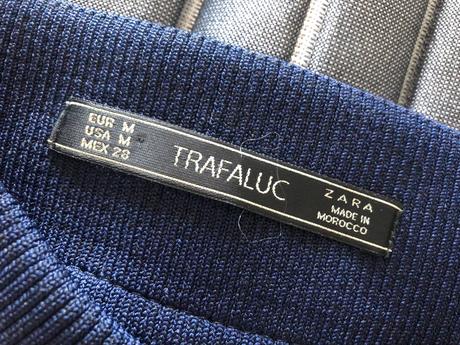 EUR M
USA M
MEX 28
TRAFALUC
ZARA
MADE IN
MOROCCO